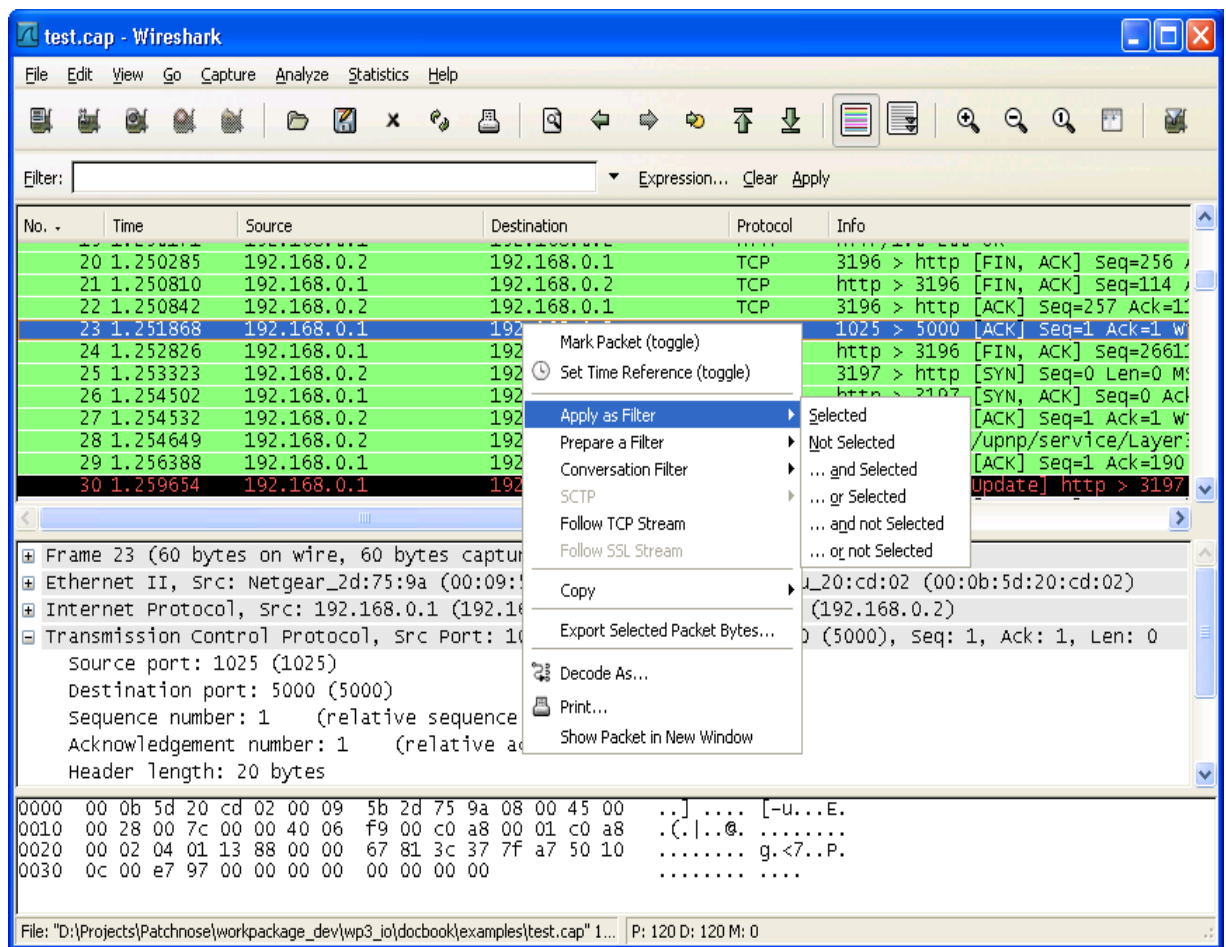 test.cap - Wireshark
File Edit View Go Capture Analyze Statistics Help
Filter: Expression... Clear Apply
No. Time Source Destination Protocol Info
20 1.250285 192.168.0.2 192.168.0.1 TCP 3196 > http [FIN, ACK] Seq=256
21 1.250810 192.168.0.1 192.168.0.2 TCP http > 3196 [FIN, ACK] Seq=114
22 1.250842 192.168.0.2 192.168.0.1 TCP 3196 > http [ACK] Seq=257 Ack=11
23 1.251868 192.168.0.1 192 1025 > 5000 [ACK] Seq=1 Ack=1 W
24 1.252826 192.168.0.1 192 http > 3196 [FIN, ACK] Seq=26611
25 1.253323 192.168.0.2 192 3197 > http [SYN] Seq=0 Len=0 MS
26 1.254502 192.168.0.1 192 http > 3197 [SYN, ACK] Seq=0 Ack
27 1.254532 192.168.0.2 192 [ACK] Seq=1 Ack=1 W
28 1.254649 192.168.0.2 192 /upnp/service/Layer3
29 1.256388 192.168.0.1 192 [ACK] Seq=1 Ack=190
30 1.259654 192.168.0.1 192 Update] http > 3197
Mark Packet (toggle)
Set Time Reference (toggle)
Apply as Filter
Prepare a Filter
Conversation Filter
SCTP
Follow TCP Stream
Follow SSL Stream
Copy
Export Selected Packet Bytes...
Decode As...
Print...
Show Packet in New Window
Selected
Not Selected
... and Selected
... or Selected
... and not Selected
... or not Selected
Frame 23 (60 bytes on wire, 60 bytes captur
Ethernet II, Src: Netgear_2d:75:9a (00:09: u_20:cd:02 (00:0b:5d:20:cd:02)
Internet Protocol, Src: 192.168.0.1 (192.16 (192.168.0.2)
Transmission Control Protocol, Src Port: 10 (5000), Seq: 1, Ack: 1, Len: 0
Source port: 1025 (1025)
Destination port: 5000 (5000)
Sequence number: 1 (relative sequence
Acknowledgement number: 1 (relative a
Header length: 20 bytes
0000 00 0b 5d 20 cd 02 00 09 5b 2d 75 9a 08 00 45 00 ..] .... [-u...E.
0010 00 28 00 7c 00 00 40 06 f9 00 c0 a8 00 01 c0 a8 .(.|..@. ........
0020 00 02 04 01 13 88 00 00 67 81 3c 37 7f a7 50 10 ........ g.<7..P.
0030 0c 00 e7 97 00 00 00 00 00 00 00 00 ........ ....
File: "D:\Projects\Patchnose\workpackage_dev\wp3_io\docbook\examples\test.cap" 1... P: 120 D: 120 M: 0